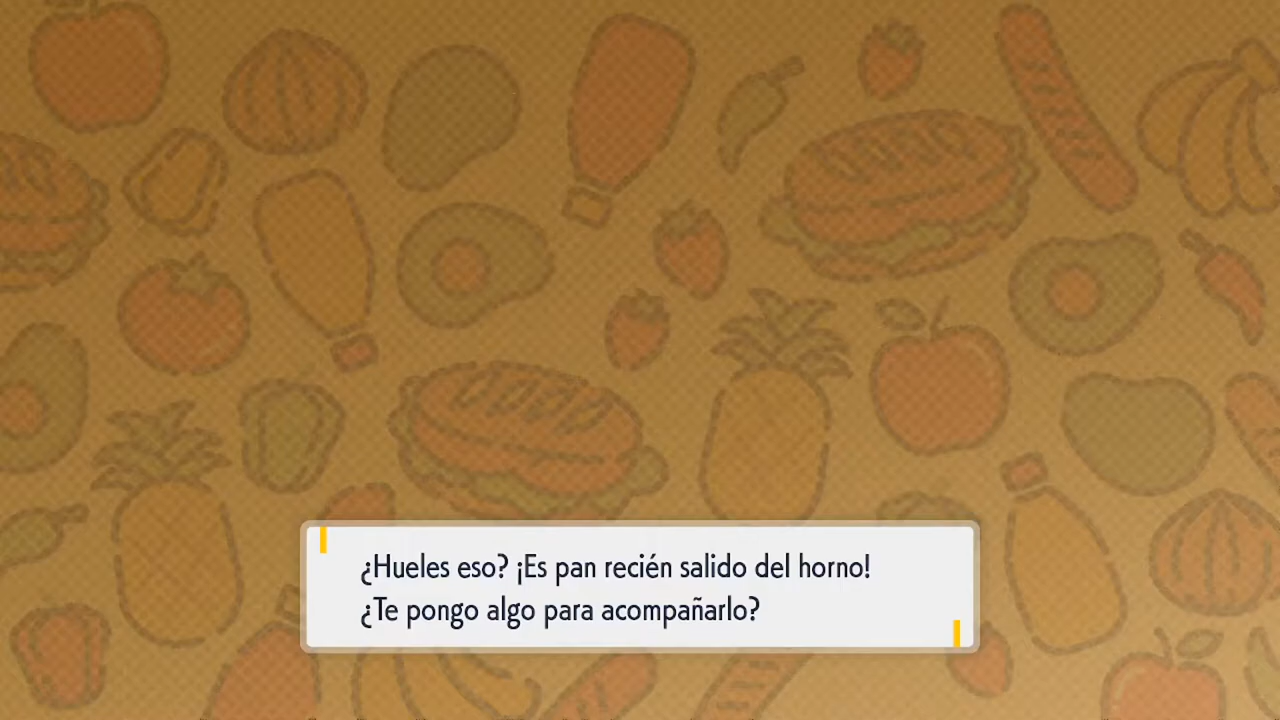 ¿Hueles eso? ¡Es pan recién salido del horno!
¿Te pongo algo para acompañarlo?